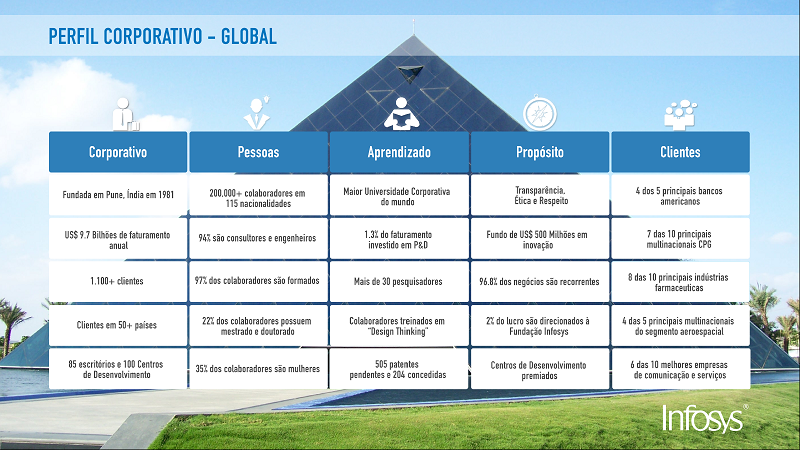 PERFIL CORPORATIVO - GLOBAL
Corporativo
Pessoas
Aprendizado
Propósito
Clientes
Fundada em Pune, Índia em 1981
200,000+ colaboradores em
115 nacionalidades
Maior Universidade Corporativa
do mundo
Transparência,
Ética e Respeito
4 dos 5 principais bancos
americanos
US$ 9.7 Bilhões de faturamento
anual
94% são consultores e engenheiros
1.3% do faturamento
investido em P&D
Fundo de US$ 500 Milhões em
inovação
7 das 10 principais
multinacionais CPG
1.100+ clientes
97% dos colaboradores são formados
Mais de 30 pesquisadores
96.8% dos negócios são recorrentes
8 das 10 principais indústrias
farmaceuticas
Clientes em 50+ países
22% dos colaboradores possuem
mestrado e doutorado
Colaboradores treinados em
"Design Thinking"
2% do lucro são direcionados à
Fundação Infosys
4 das 5 principais multinacionais
do segmento aeroespacial
85 escritórios e 100 Centros
de Desenvolvimento
35% dos colaboradores são mulheres
505 patentes
pendentes e 204 concedidas
Centros de Desenvolvimento
premiados
6 das 10 melhores empresas
de comunicação e serviços
Infosys®